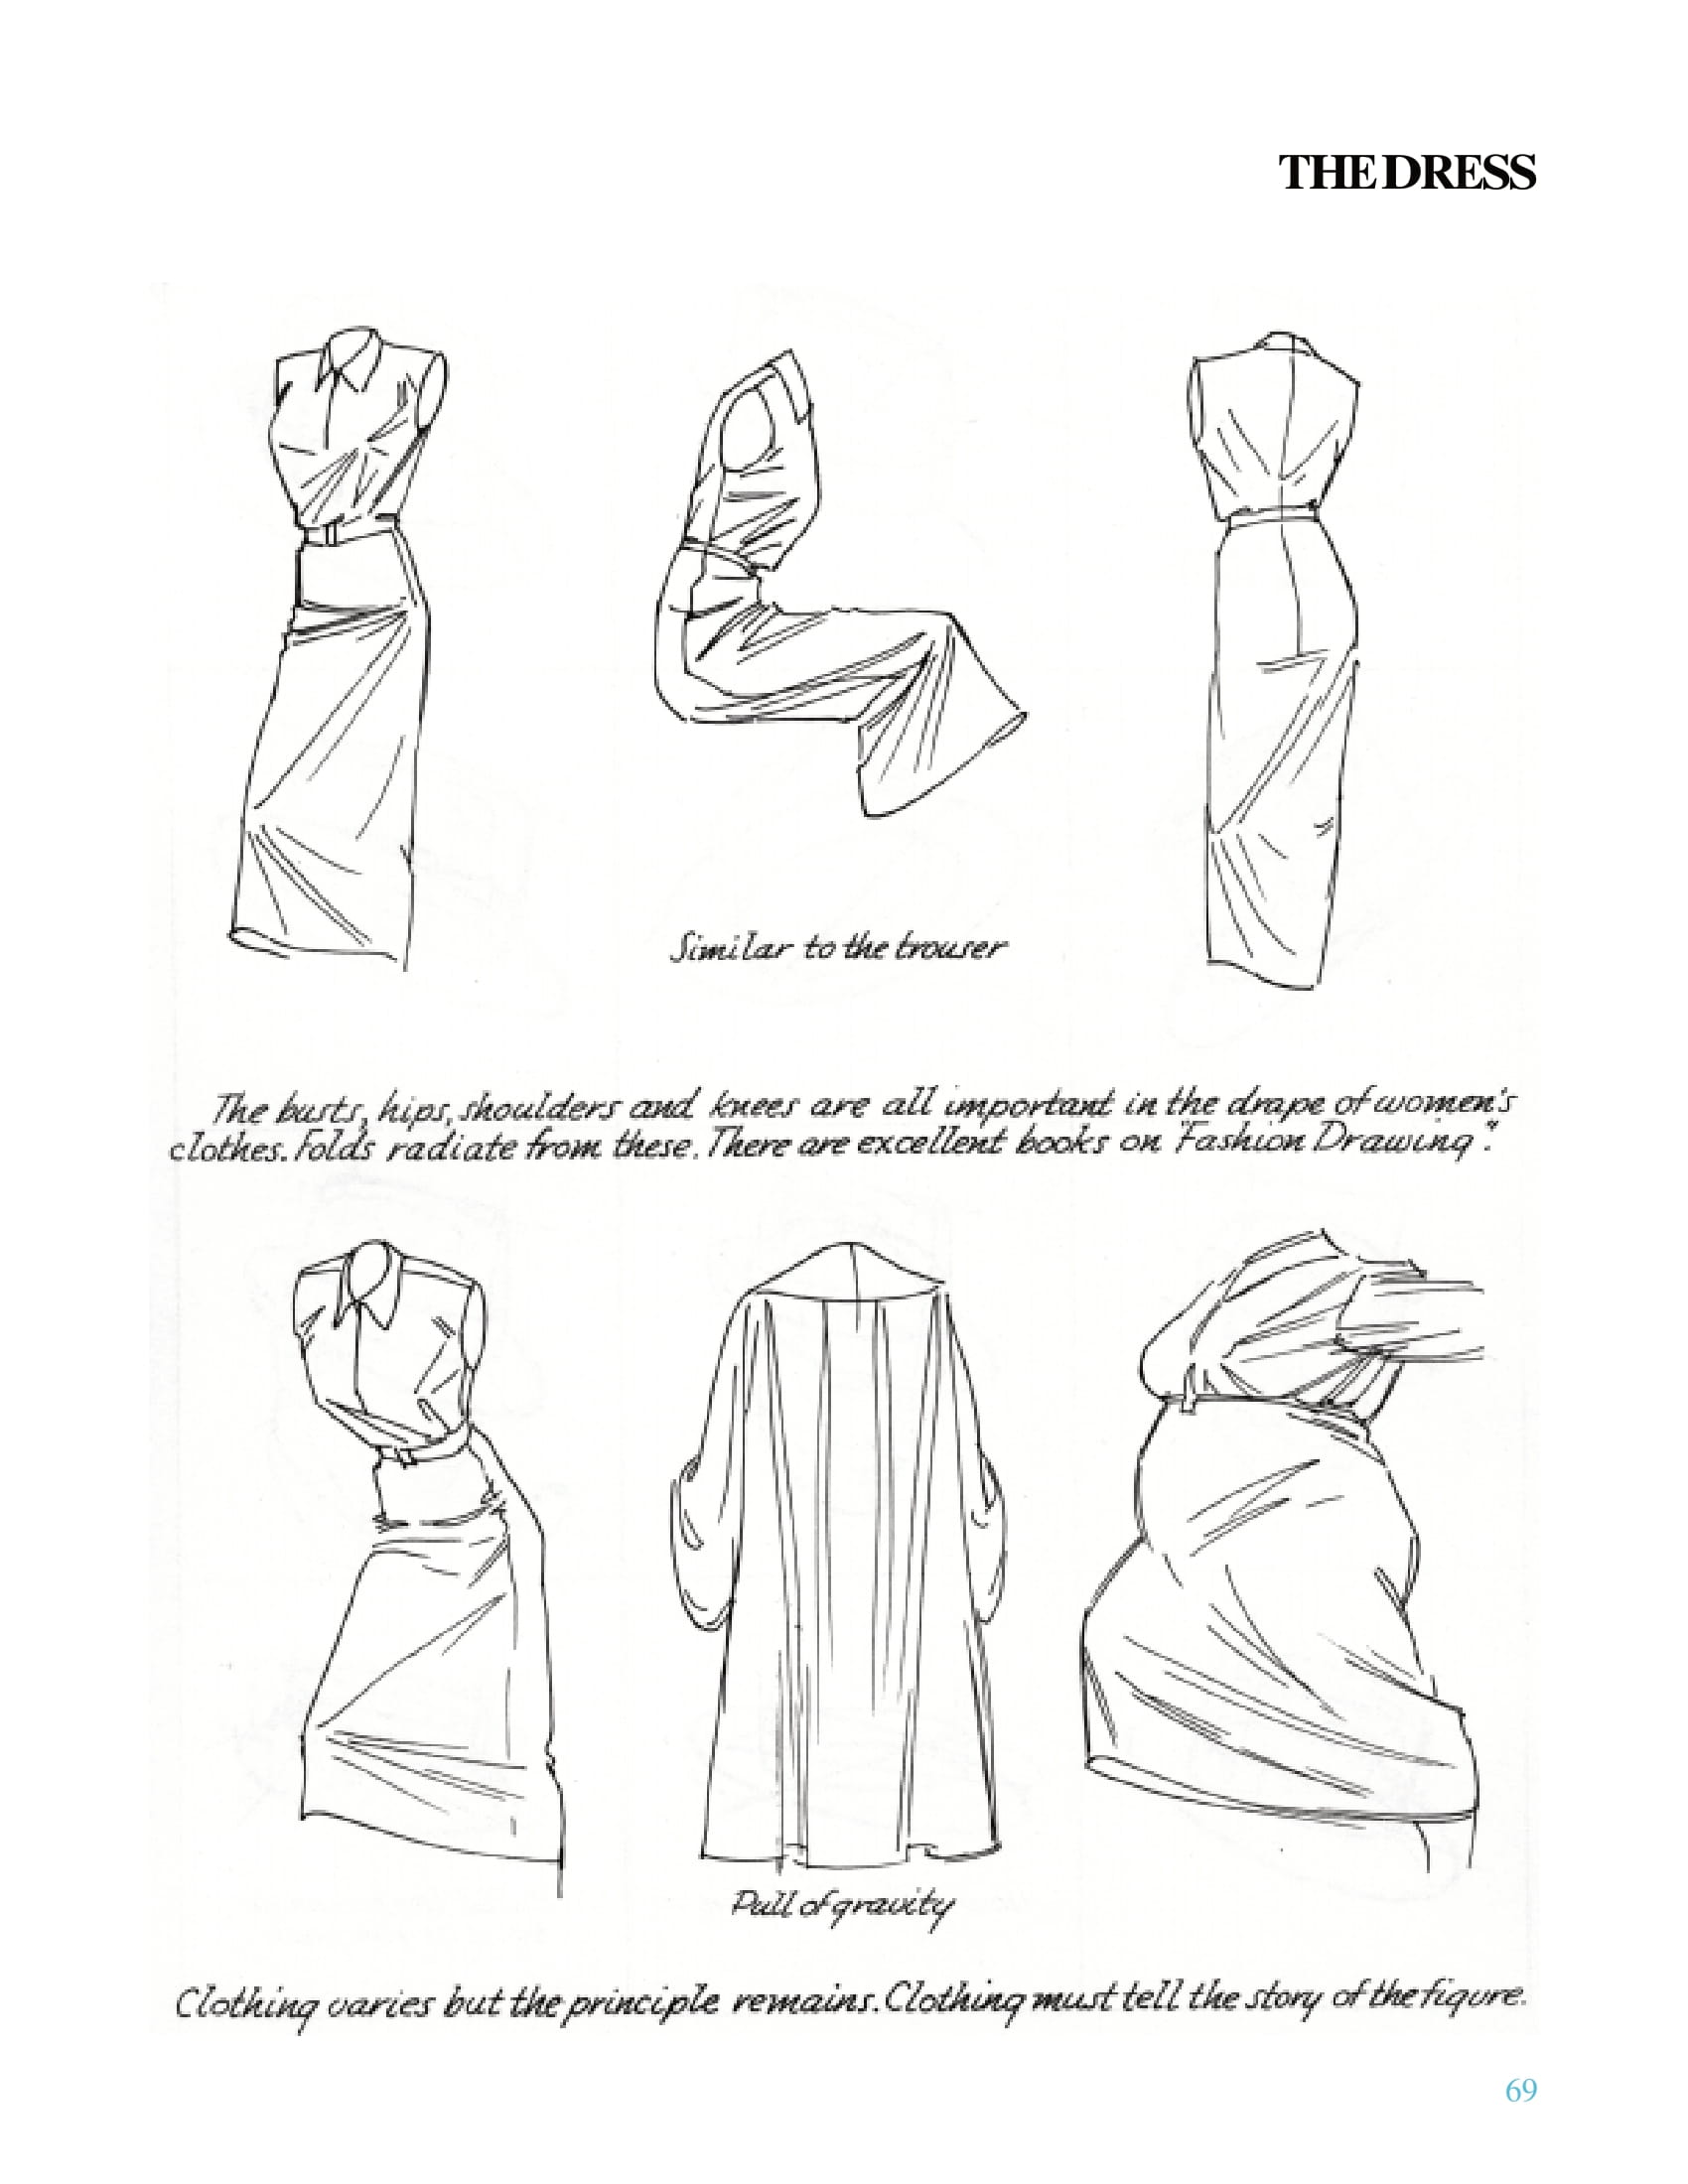 THE DRESS
Similar to the trouser
The busts, hips, shoulders and knees are all important in the drape of women's
clothes. Folds radiate from these. There are excellent books on "Fashion Drawing".
Pull of gravity
Clothing varies but the principle remains. Clothing must tell the story of the figure.
69